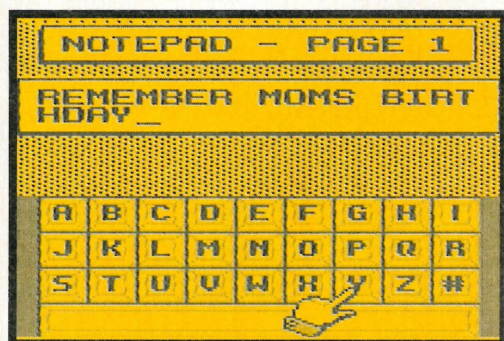 NOTEPAD - PAGE 1
REMEMBER MOMS BIRT
HDAY_
A B C D E F G H I
J K L M N O P Q R
S T U V W X Y Z #